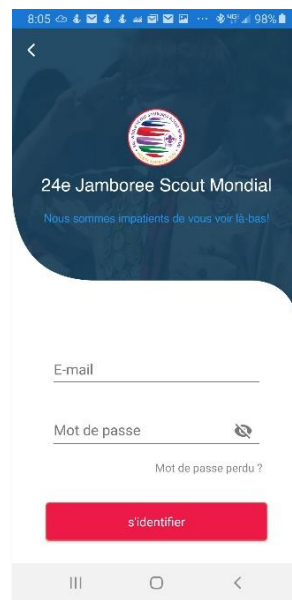 8:05
98%
24e Jamboree Scout Mondial
Nous sommes impatients de vous voir là-bas!
E-mail
Mot de passe
Mot de passe perdu ?
s'identifier